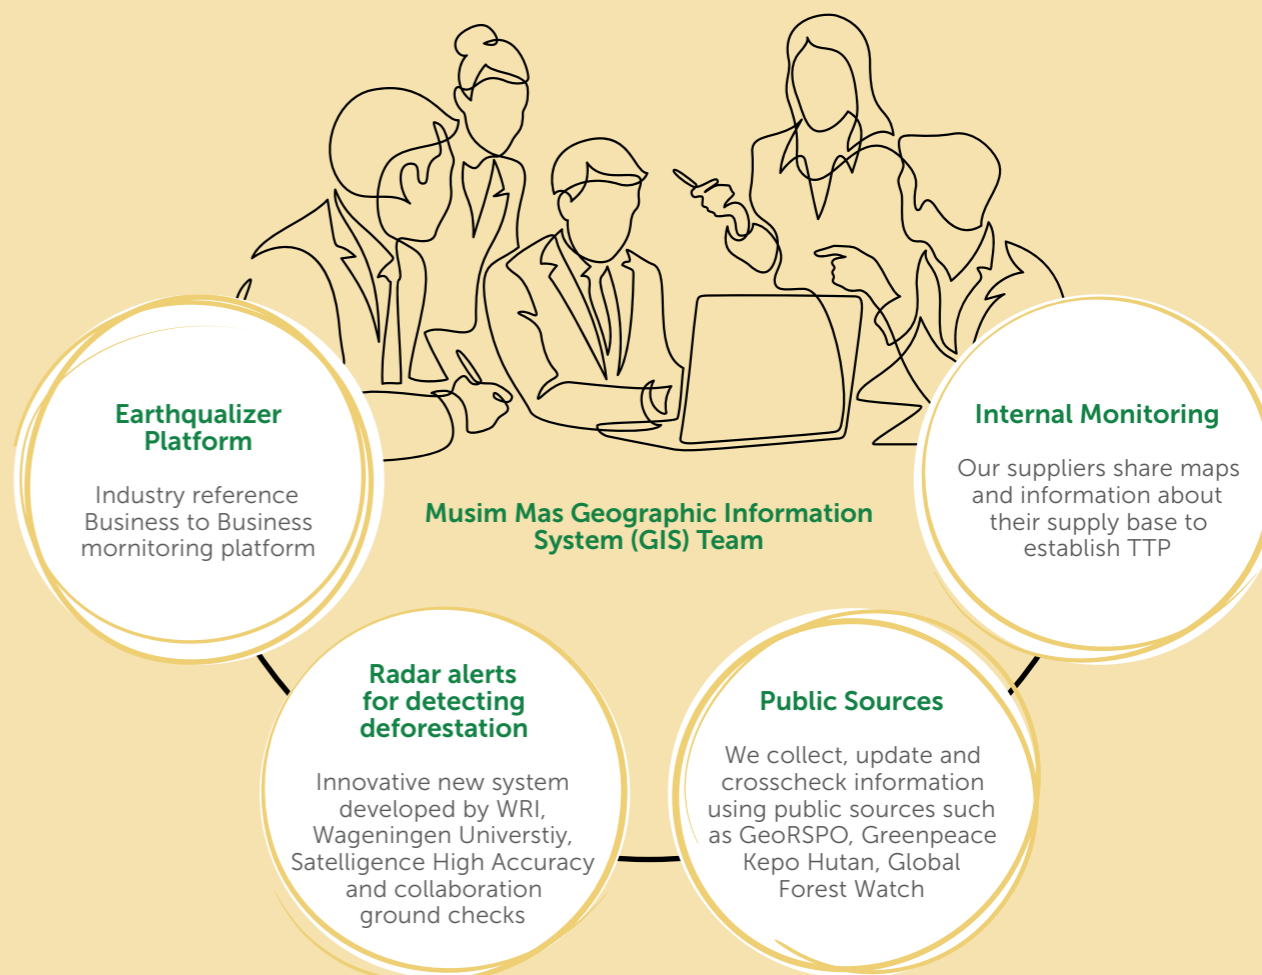 Earthqualizer
Platform
Industry reference
Business to Business
mornitoring platform
Musim Mas Geographic Information
System (GIS) Team
Internal Monitoring
Our suppliers share maps
and information about
their supply base to
establish TTP
Radar alerts
for detecting
deforestation
Innovative new system
developed by WRI,
Wageningen Universtiy,
Satelligence High Accuracy
and collaboration
ground checks
Public Sources
We collect, update and
crosscheck information
using public sources such
as GeoRSPO, Greenpeace
Kepo Hutan, Global
Forest Watch